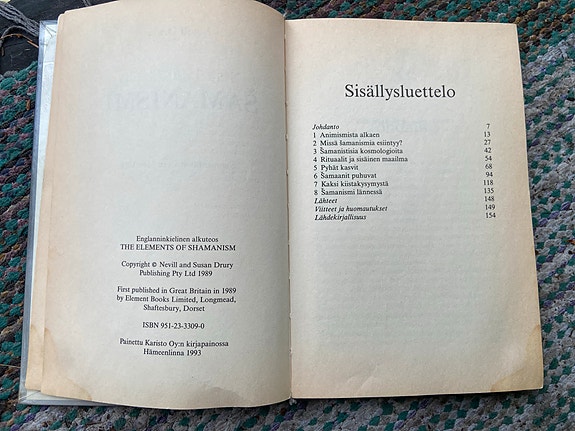 Englanninkielinen alkuteos
THE ELEMENTS OF SHAMANISM
Copyright © Nevill and Susan Drury
Publishing Pty Ltd 1989
First published in Great Britain in 1989
by Element Books Limited, Longmead,
Shaftesbury, Dorset
ISBN 951-23-3309-0
Painettu Karisto Oy:n kirjapainossa
Hämeenlinna 1993
Sisällysluettelo
Johdanto 7
1 Animismista alkaen 13
2 Missä šamanismia esiintyy? 27
3 Šamanistisia kosmologioita 42
4 Rituaalit ja sisäinen maailma 54
5 Pyhät kasvit 68
6 Šamaanit puhuvat 94
7 Kaksi kiistakysymystä 118
8 Šamanismi lännessä 135
Lähteet 148
Viitteet ja huomautukset 149
Lähdekirjallisuus 154